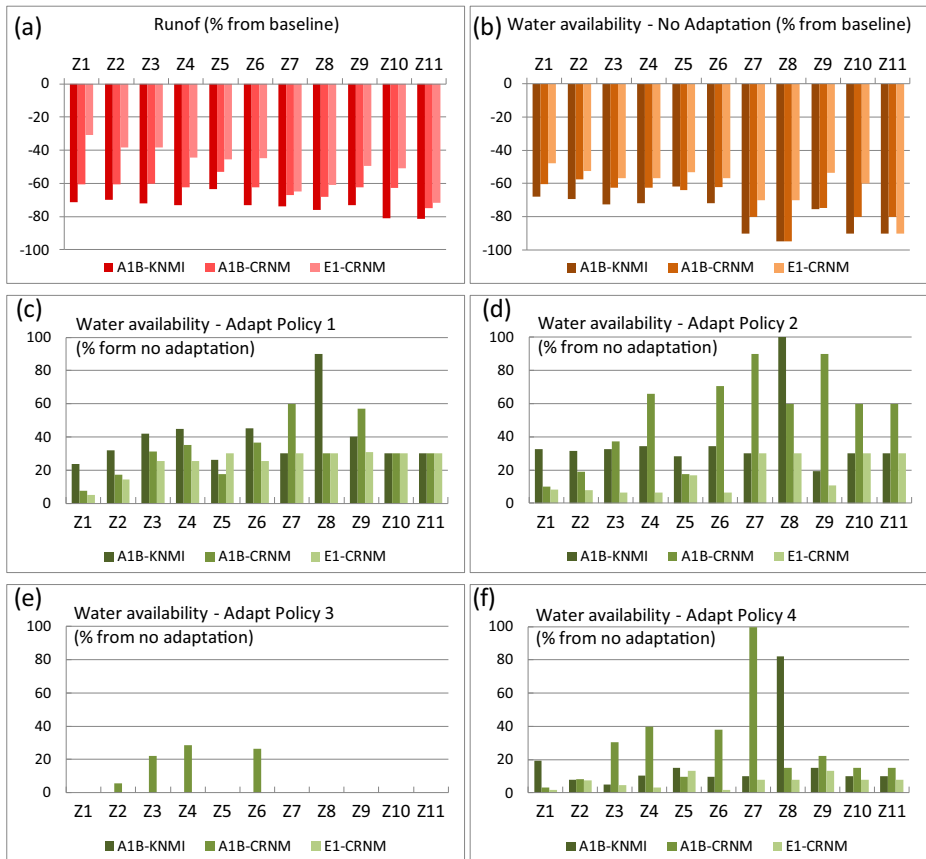 (a)
Runof (% from baseline)
Z1 Z2 Z3 Z4 Z5 Z6 Z7 Z8 Z9 Z10 Z11
0
-20
-40
-60
-80
-100
A1B-KNMI A1B-CRNM E1-CRNM
(b)
Water availability - No Adaptation (% from baseline)
Z1 Z2 Z3 Z4 Z5 Z6 Z7 Z8 Z9 Z10 Z11
0
-20
-40
-60
-80
-100
A1B-KNMI A1B-CRNM E1-CRNM
(c)
Water availability - Adapt Policy 1
(% form no adaptation)
100
80
60
40
20
0
Z1 Z2 Z3 Z4 Z5 Z6 Z7 Z8 Z9 Z10 Z11
A1B-KNMI A1B-CRNM E1-CRNM
(d)
Water availability - Adapt Policy 2
(% from no adaptation)
100
80
60
40
20
0
Z1 Z2 Z3 Z4 Z5 Z6 Z7 Z8 Z9 Z10 Z11
A1B-KNMI A1B-CRNM E1-CRNM
(e)
Water availability - Adapt Policy 3
(% from no adaptation)
100
80
60
40
20
0
Z1 Z2 Z3 Z4 Z5 Z6 Z7 Z8 Z9 Z10 Z11
A1B-KNMI A1B-CRNM E1-CRNM
(f)
Water availability - Adapt Policy 4
(% from no adaptation)
100
80
60
40
20
0
Z1 Z2 Z3 Z4 Z5 Z6 Z7 Z8 Z9 Z10 Z11
A1B-KNMI A1B-CRNM E1-CRNM